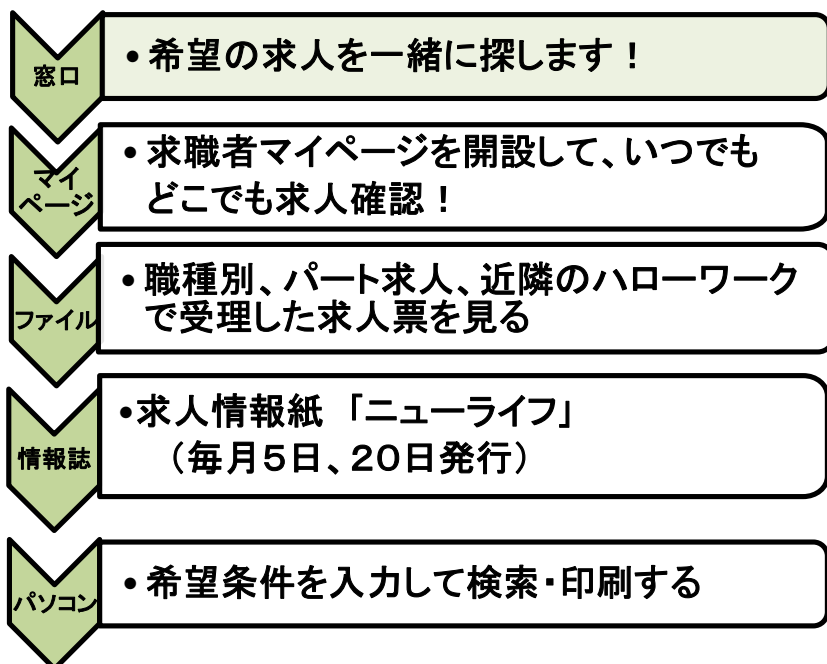 窓口
•希望の求人を一緒に探します！
マイ
ページ
•求職者マイページを開設して、いつでも
どこでも求人確認！
ファイル
•職種別、パート求人、近隣のハローワーク
で受理した求人票を見る
情報誌
•求人情報紙　「ニューライフ」
（毎月５日、２０日発行）
パソコン
•希望条件を入力して検索・印刷する